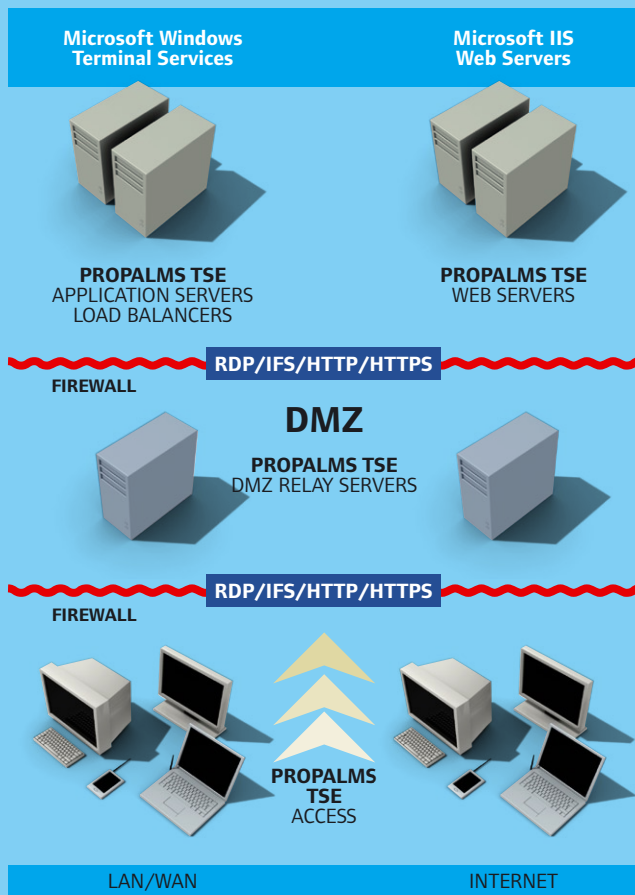 Microsoft Windows
Terminal Services
Microsoft IIS
Web Servers
PROPALMS TSE
APPLICATION SERVERS
LOAD BALANCERS
PROPALMS TSE
WEB SERVERS
RDP/IFS/HTTP/HTTPS
FIREWALL
DMZ
PROPALMS TSE
DMZ RELAY SERVERS
RDP/IFS/HTTP/HTTPS
FIREWALL
PROPALMS
TSE
ACCESS
LAN/WAN
INTERNET